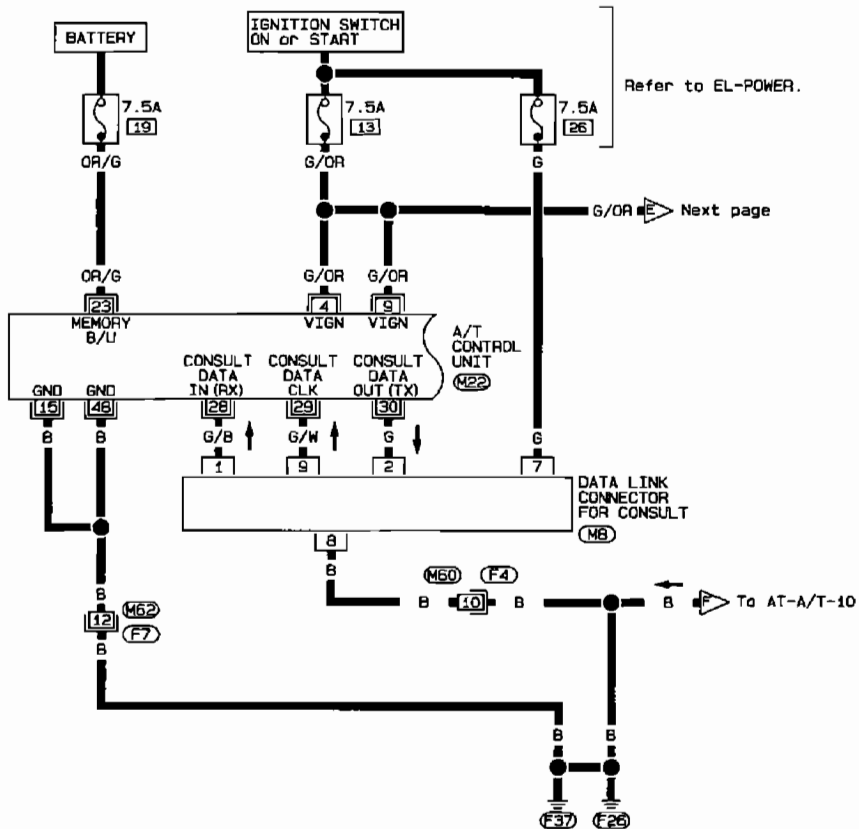 BATTERY
IGNITION SWITCH
ON or START
Refer to EL-POWER.
7.5A
19
7.5A
13
7.5A
26
OR/G
G/OR
G
G/OR
E
Next page
OR/G
G/OR
G/OR
23
4
9
MEMORY
B/U
VIGN
VIGN
A/T
CONTROL
UNIT
M22
CONSULT
DATA
IN (RX)
CONSULT
DATA
CLK
CONSULT
DATA
OUT (TX)
GND
GND
15
48
28
29
30
B
B
G/B
G/W
G
G
1
9
2
7
DATA LINK
CONNECTOR
FOR CONSULT
M8
8
B
B
M60
F4
B
10
B
B
F
To AT-A/T-10
M62
12
F7
B
B
B
F37
F26